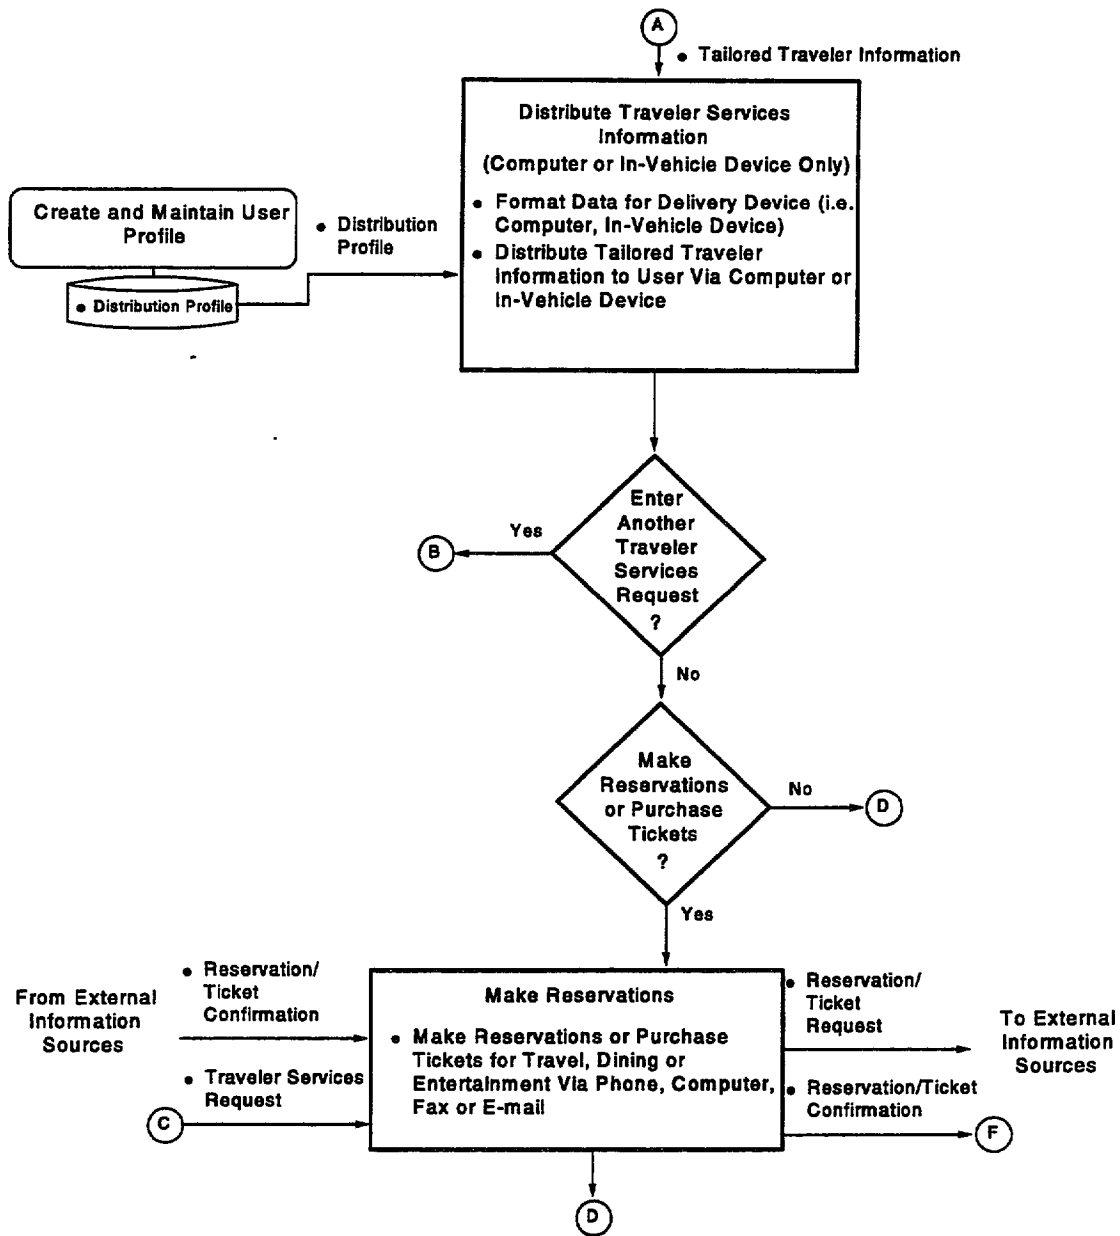 A
• Tailored Traveler Information
Distribute Traveler Services
Information
(Computer or In-Vehicle Device Only)
• Format Data for Delivery Device (i.e.
Computer, In-Vehicle Device)
• Distribute Tailored Traveler
Information to User Via Computer or
In-Vehicle Device
Create and Maintain User
Profile
• Distribution Profile
• Distribution
Profile
Enter
Another
Traveler
Services
Request
?
Yes
B
No
Make
Reservations
or Purchase
Tickets
?
No
D
Yes
From External
Information
Sources
• Reservation/
Ticket
Confirmation
• Traveler Services
Request
C
Make Reservations
• Make Reservations or Purchase
Tickets for Travel, Dining or
Entertainment Via Phone, Computer,
Fax or E-mail
• Reservation/
Ticket
Request
To External
Information
Sources
• Reservation/Ticket
Confirmation
F
D